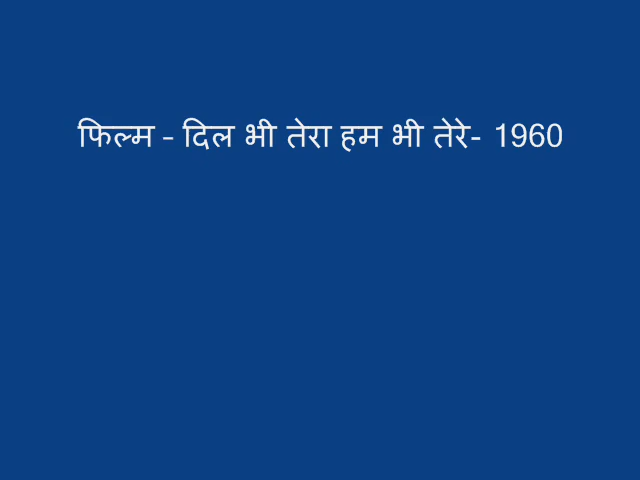 फिल्म – दिल भी तेरा हम भी तेरे- 1960